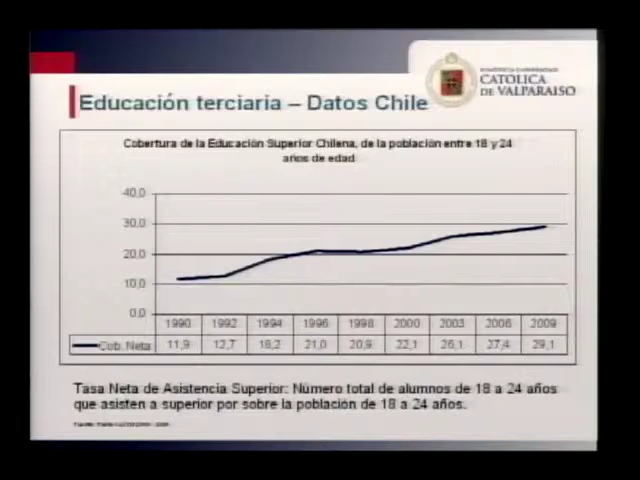 PONTIFICIA UNIVERSIDAD
CATOLICA
DE VALPARAISO
Educación terciaria – Datos Chile
Cobertura de la Educación Superior Chilena, de la población entre 18 y 24
años de edad
40,0
30,0
20,0
10,0
0,0
1990 1992 1994 1996 1998 2000 2003 2006 2009
Cob. Neta 11,9 12,7 18,2 21,0 20,9 22,1 26,1 27,4 29,1
Tasa Neta de Asistencia Superior: Número total de alumnos de 18 a 24 años
que asisten a superior por sobre la población de 18 a 24 años.